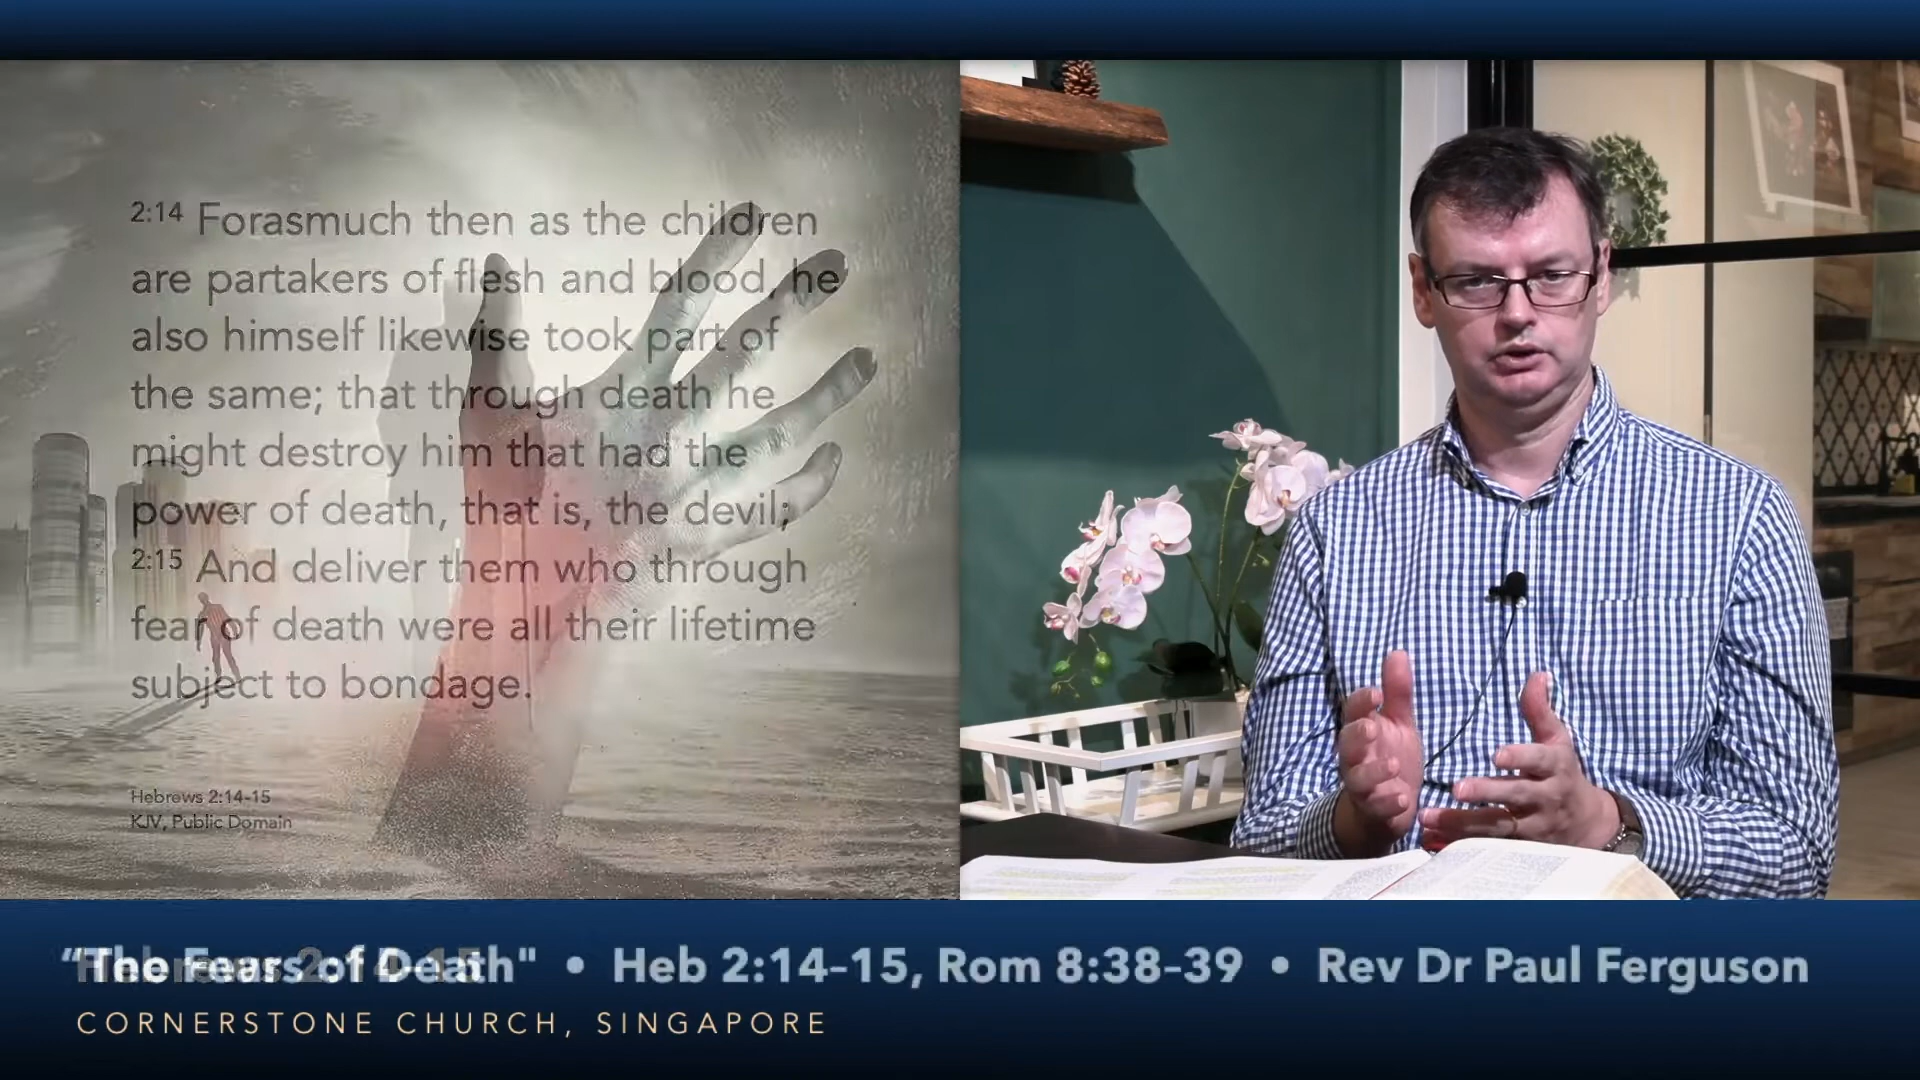 2:14 Forasmuch then as the children
are partakers of flesh and blood, he
also himself likewise took part of
the same; that through death he
might destroy him that had the
power of death, that is, the devil;
2:15 And deliver them who through
fear of death were all their lifetime
subject to bondage.
Hebrews 2:14-15
KJV, Public Domain
“The Fears of Death" • Heb 2:14–15, Rom 8:38–39 • Rev Dr Paul Ferguson
Hebrews 2:14-15
CORNERSTONE CHURCH, SINGAPORE